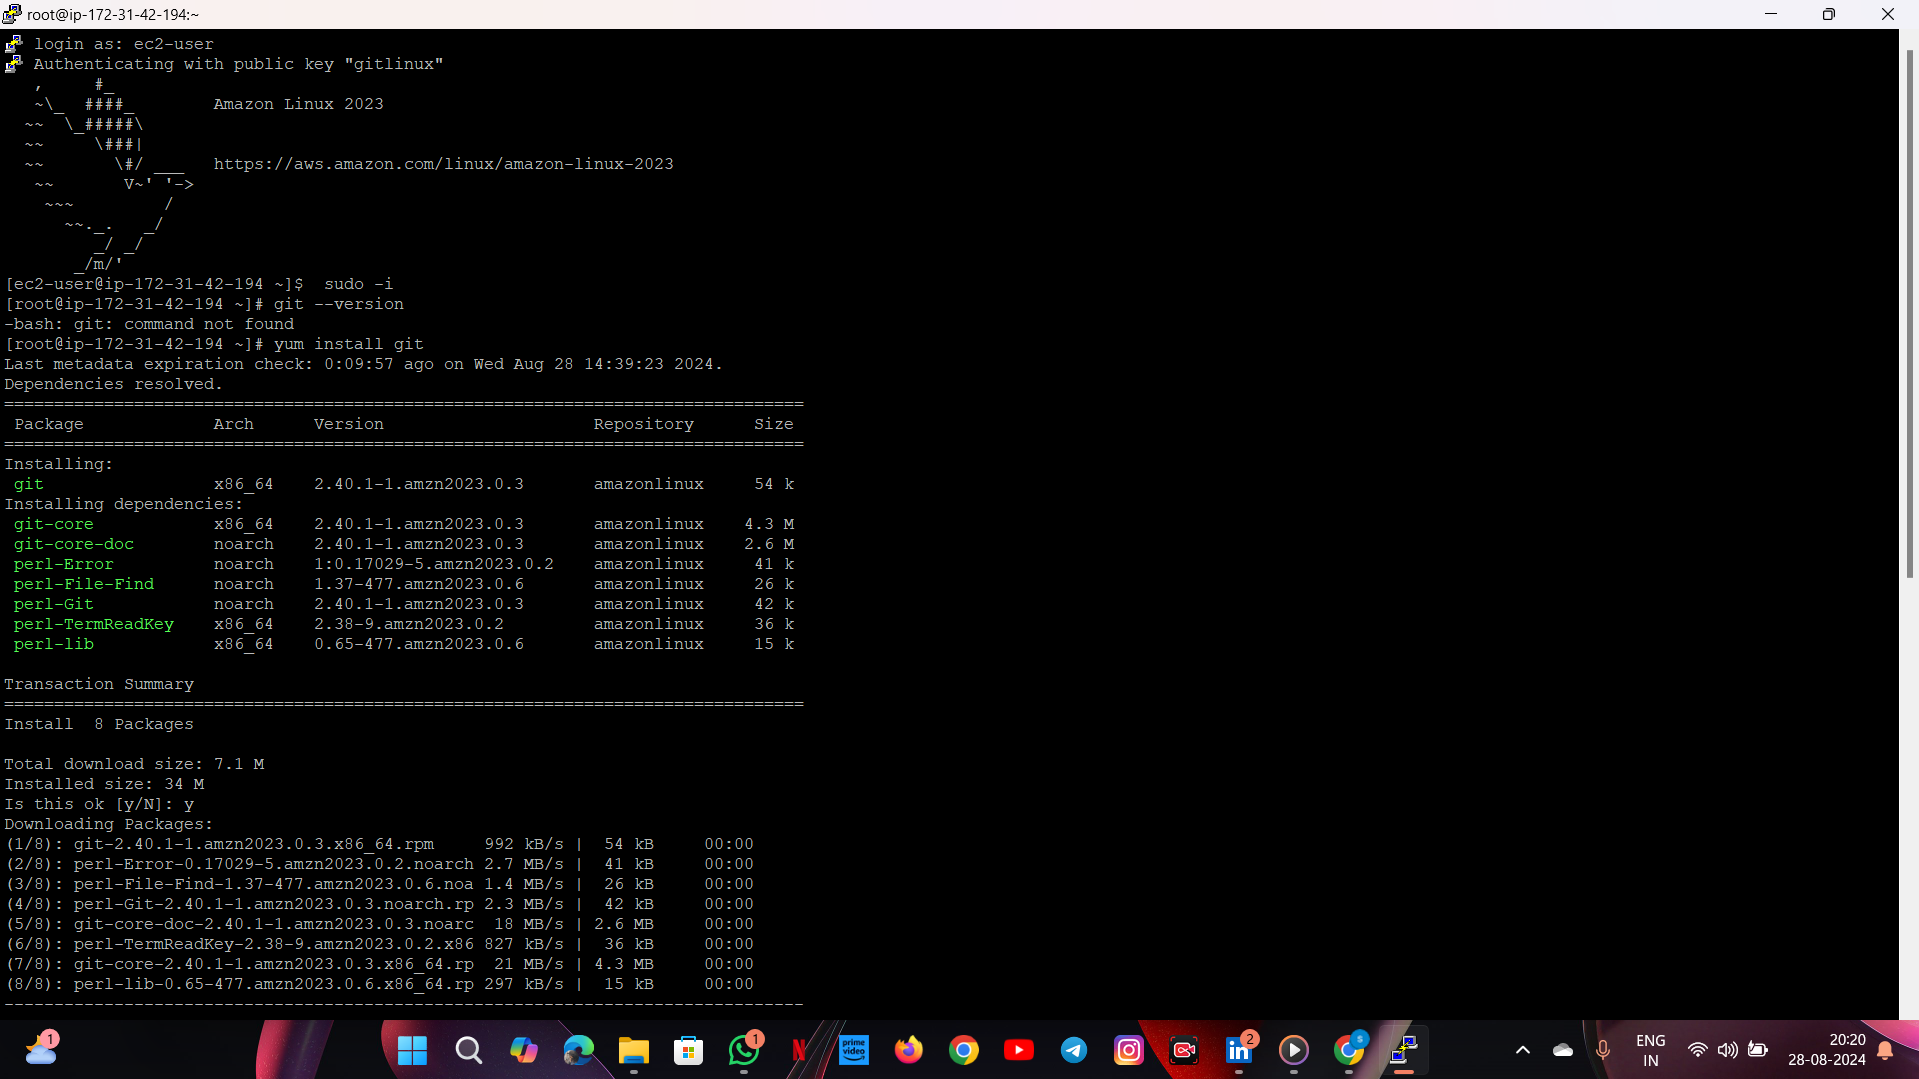 root@ip-172-31-42-194:~
login as: ec2-user
Authenticating with public key "gitlinux"
   ,     #_
   ~\_  ####_        Amazon Linux 2023
  ~~  \_#####\
  ~~     \###|
  ~~       \#/ ___   https://aws.amazon.com/linux/amazon-linux-2023
   ~~       V~' '->
    ~~~         /
      ~~._.   _/
         _/ _/
       _/m/'
[ec2-user@ip-172-31-42-194 ~]$  sudo -i
[root@ip-172-31-42-194 ~]# git --version
-bash: git: command not found
[root@ip-172-31-42-194 ~]# yum install git
Last metadata expiration check: 0:09:57 ago on Wed Aug 28 14:39:23 2024.
Dependencies resolved.
================================================================================
 Package             Arch      Version                     Repository      Size
================================================================================
Installing:
 git                 x86_64    2.40.1-1.amzn2023.0.3       amazonlinux     54 k
Installing dependencies:
 git-core            x86_64    2.40.1-1.amzn2023.0.3       amazonlinux    4.3 M
 git-core-doc        noarch    2.40.1-1.amzn2023.0.3       amazonlinux    2.6 M
 perl-Error          noarch    1:0.17029-5.amzn2023.0.2    amazonlinux     41 k
 perl-File-Find      noarch    1.37-477.amzn2023.0.6       amazonlinux     26 k
 perl-Git            noarch    2.40.1-1.amzn2023.0.3       amazonlinux     42 k
 perl-TermReadKey    x86_64    2.38-9.amzn2023.0.2         amazonlinux     36 k
 perl-lib            x86_64    0.65-477.amzn2023.0.6       amazonlinux     15 k
Transaction Summary
================================================================================
Install  8 Packages
Total download size: 7.1 M
Installed size: 34 M
Is this ok [y/N]: y
Downloading Packages:
(1/8): git-2.40.1-1.amzn2023.0.3.x86_64.rpm     992 kB/s |  54 kB     00:00
(2/8): perl-Error-0.17029-5.amzn2023.0.2.noarch 2.7 MB/s |  41 kB     00:00
(3/8): perl-File-Find-1.37-477.amzn2023.0.6.noa 1.4 MB/s |  26 kB     00:00
(4/8): perl-Git-2.40.1-1.amzn2023.0.3.noarch.rp 2.3 MB/s |  42 kB     00:00
(5/8): git-core-doc-2.40.1-1.amzn2023.0.3.noarc  18 MB/s | 2.6 MB     00:00
(6/8): perl-TermReadKey-2.38-9.amzn2023.0.2.x86 827 kB/s |  36 kB     00:00
(7/8): git-core-2.40.1-1.amzn2023.0.3.x86_64.rp  21 MB/s | 4.3 MB     00:00
(8/8): perl-lib-0.65-477.amzn2023.0.6.x86_64.rp 297 kB/s |  15 kB     00:00
--------------------------------------------------------------------------------
1
1
N
prime video
in
2
s
ENG
IN
20:20
28-08-2024